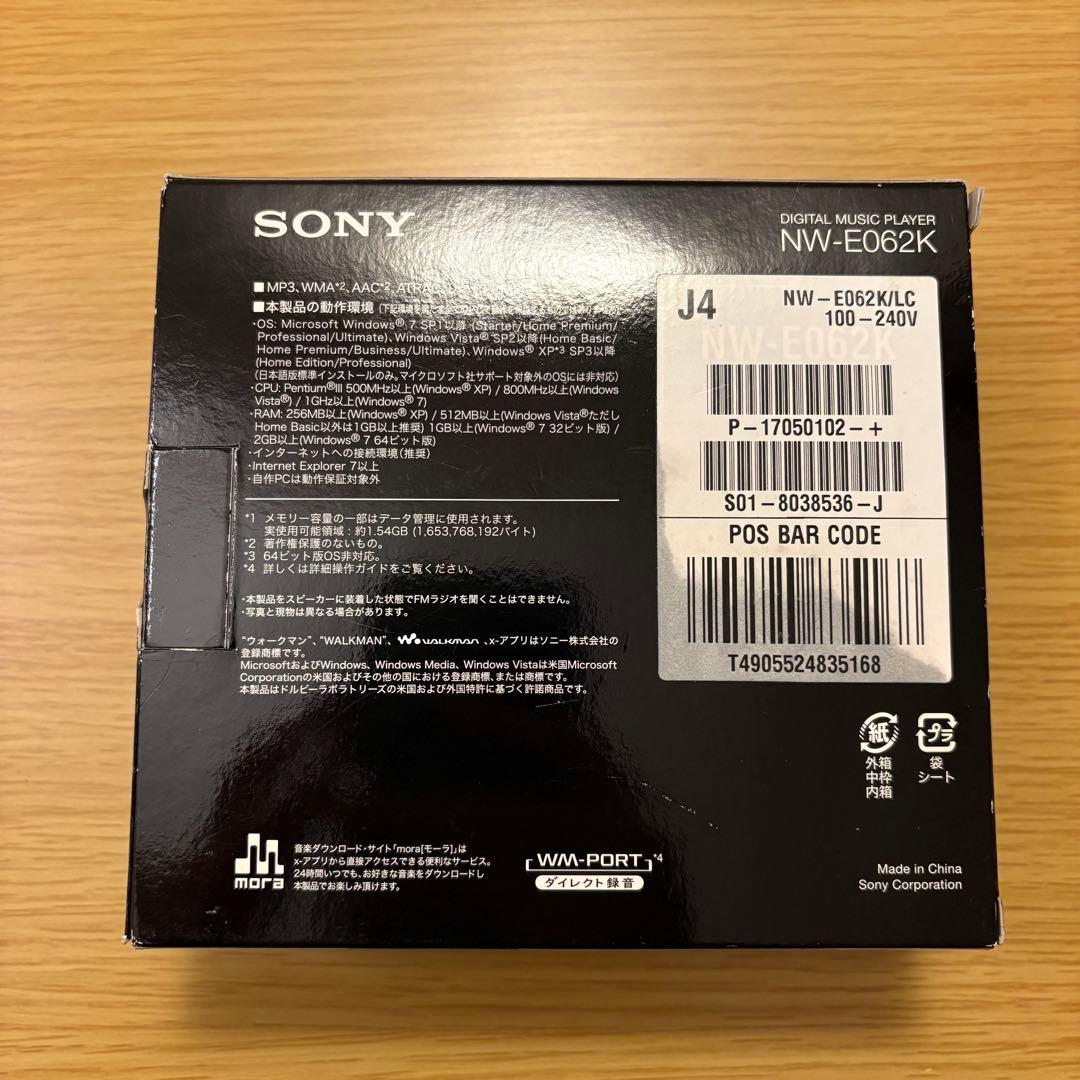 SONY
DIGITAL MUSIC PLAYER
NW-E062K
■MP3、WMA*2、AAC*2、ATRAC
■本製品の動作環境
・OS: Microsoft Windows® 7 SP1以降 (Starter/Home Premium/
Professional/Ultimate)、Windows Vista® SP2以降(Home Basic/
Home Premium/Business/Ultimate)、Windows® XP*3 SP3以降
(Home Edition/Professional)
(日本語版標準インストールのみ。マイクロソフト社サポート対象外のOSには非対応)
・CPU: Pentium®III 500MHz以上(Windows® XP) / 800MHz以上(Windows
Vista®) / 1GHz以上(Windows® 7)
・RAM: 256MB以上(Windows® XP) / 512MB以上(Windows Vista®ただし
Home Basic以外は1GB以上推奨) 1GB以上(Windows® 7 32ビット版) /
2GB以上(Windows® 7 64ビット版)
・インターネットへの接続環境(推奨)
・Internet Explorer 7以上
・自作PCは動作保証対象外
*1 メモリー容量の一部はデータ管理に使用されます。
実使用可能領域:約1.54GB (1,653,768,192バイト)
*2 著作権保護のないもの。
*3 64ビット版OS非対応。
*4 詳しくは詳細操作ガイドをご覧ください。
・本製品をスピーカーに装着した状態でFMラジオを聞くことはできません。
・写真と現物は異なる場合があります。
"ウォークマン"、"WALKMAN"、WALKMAN、x-アプリはソニー株式会社の
登録商標です。
MicrosoftおよびWindows、Windows Media、Windows Vistaは米国Microsoft
Corporationの米国およびその他の国における登録商標、または商標です。
本製品はドルビーラボラトリーズの米国および外国特許に基づく許諾商品です。
J4
NW-E062K/LC
100-240V
NW-E062K
P-17050102-+
S01-8038536-J
POS BAR CODE
T4905524835168
紙
外箱
中枠
内箱
プラ
袋
シート
mora
音楽ダウンロード・サイト「mora[モーラ]」は
x-アプリから直接アクセスできる便利なサービス。
24時間いつでも、お好きな音楽をダウンロードし
本製品でお楽しみ頂けます。
WM-PORT*4
ダイレクト録音
Made in China
Sony Corporation